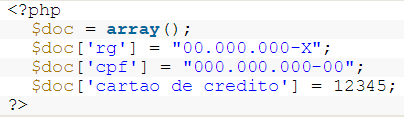 <?php
$doc = array();
$doc['rg'] = "00.000.000-X";
$doc['cpf'] = "000.000.000-00";
$doc['cartao de credito'] = 12345;
?>